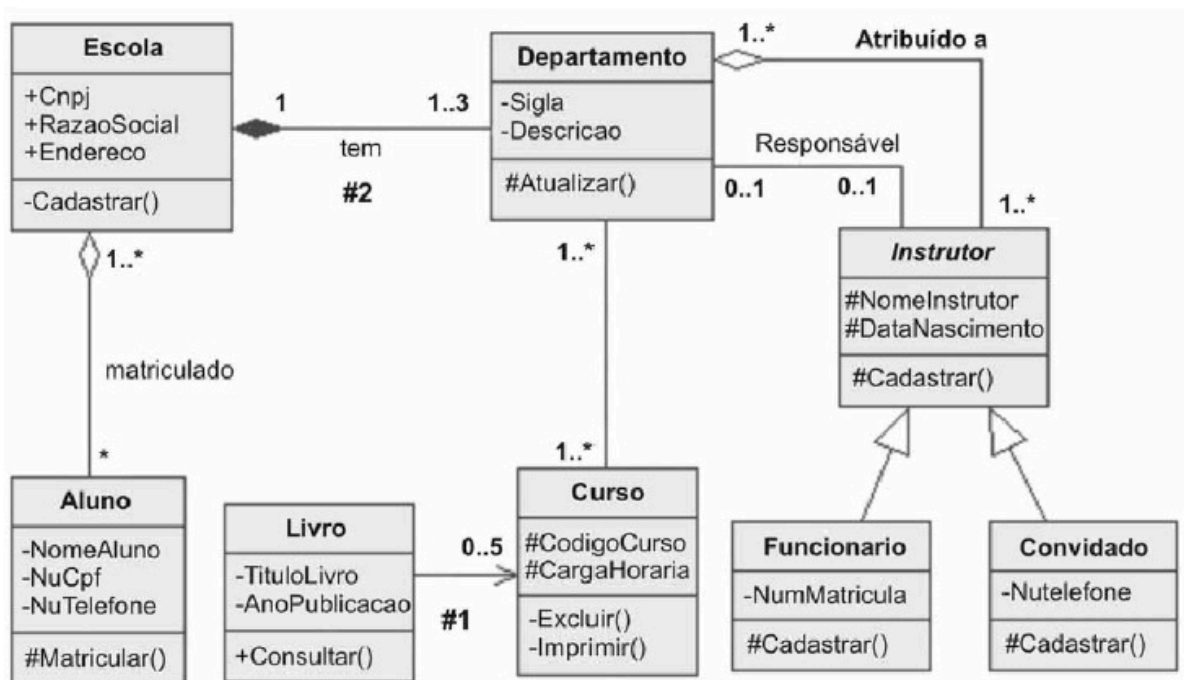 Escola
+Cnpj
+RazaoSocial
+Endereco
-Cadastrar()
1
1..3
tem
#2
Departamento
-Sigla
-Descricao
#Atualizar()
1..*
Atribuído a
Responsável
0..1
0..1
1..*
1..*
matriculado
*
1..*
1..*
Instrutor
#NomeInstrutor
#DataNascimento
#Cadastrar()
Aluno
-NomeAluno
-NuCpf
-NuTelefone
#Matricular()
Livro
-TituloLivro
-AnoPublicacao
+Consultar()
0..5
#1
Curso
#CodigoCurso
#CargaHoraria
-Excluir()
-Imprimir()
Funcionario
-NumMatricula
#Cadastrar()
Convidado
-Nutelefone
#Cadastrar()